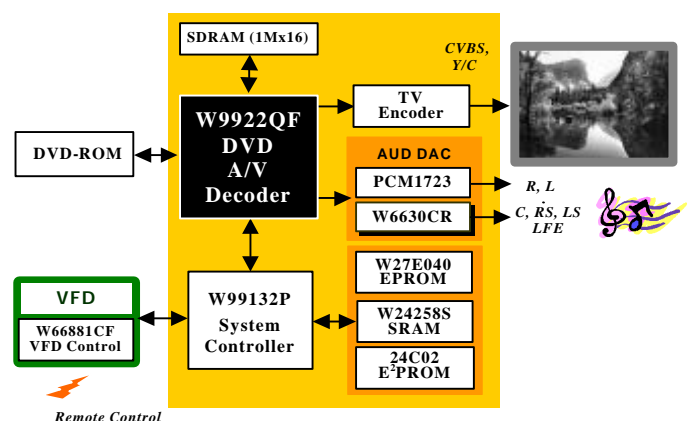 SDRAM (1Mx16)
CVBS,
Y/C
W9922QF
DVD
A/V
Decoder
TV
Encoder
DVD-ROM
AUD DAC
PCM1723
R, L
W6630CR
C, RS, LS
LFE
W27E040
EPROM
VFD
W99132P
System
Controller
W24258S
SRAM
W66881CF
VFD Control
24C02
E²PROM
Remote Control